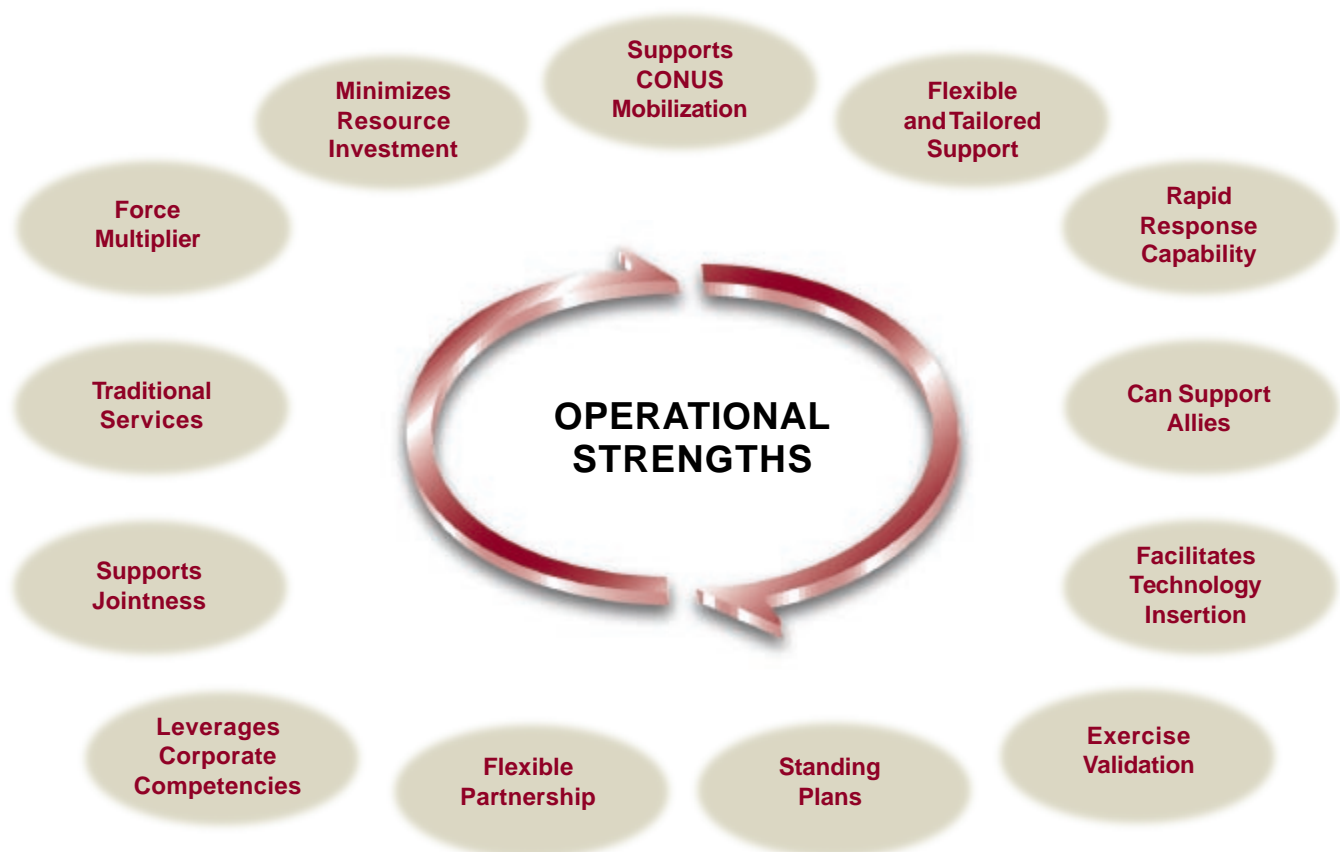 Supports
CONUS
Mobilization
Flexible
and Tailored
Support
Rapid
Response
Capability
Can Support
Allies
Facilitates
Technology
Insertion
Exercise
Validation
Standing
Plans
Flexible
Partnership
Leverages
Corporate
Competencies
Supports
Jointness
Traditional
Services
Force
Multiplier
Minimizes
Resource
Investment
OPERATIONAL
STRENGTHS